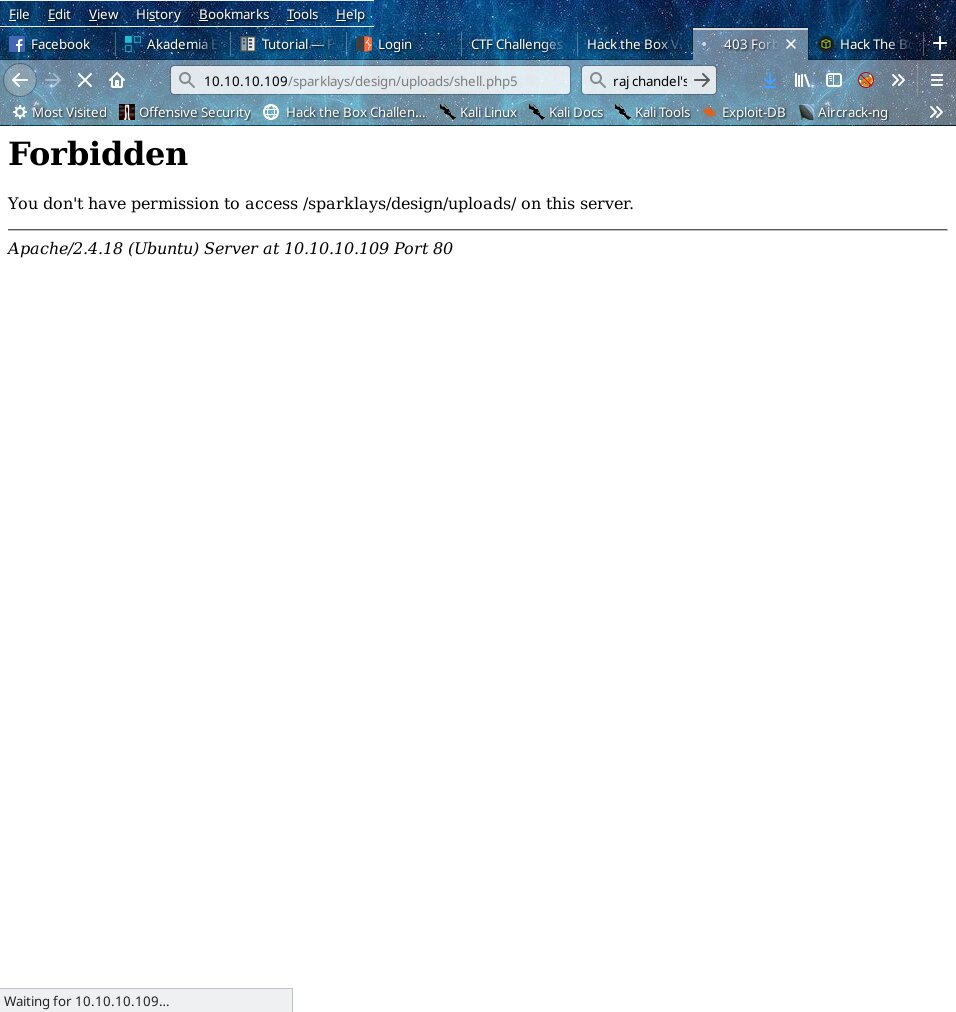 File Edit View History Bookmarks Tools Help
Facebook Akademia Tutorial — Login CTF Challenges Hack the Box V 403 Forb Hack The Bo
10.10.10.109/sparklays/design/uploads/shell.php5 raj chandel's
Most Visited Offensive Security Hack the Box Challen... Kali Linux Kali Docs Kali Tools Exploit-DB Aircrack-ng
Forbidden
You don't have permission to access /sparklays/design/uploads/ on this server.
Apache/2.4.18 (Ubuntu) Server at 10.10.10.109 Port 80
Waiting for 10.10.10.109...